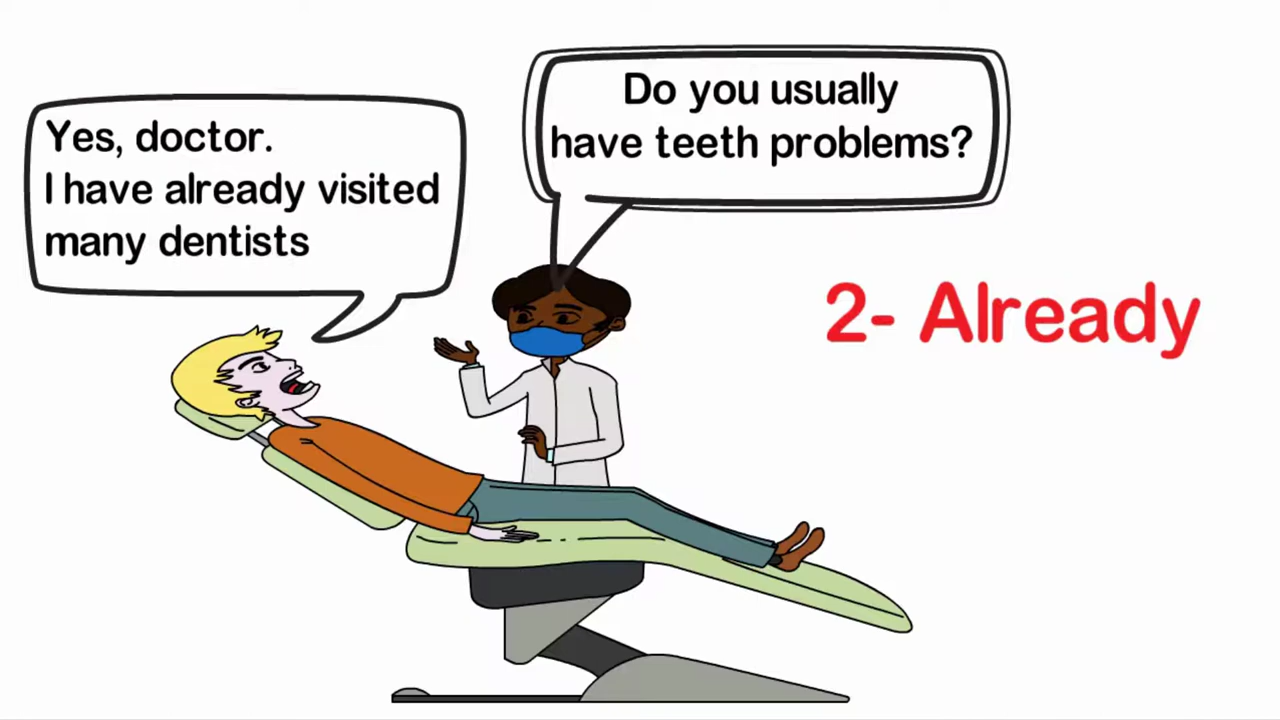 Do you usually
have teeth problems?
Yes, doctor.
I have already visited
many dentists
2- Already